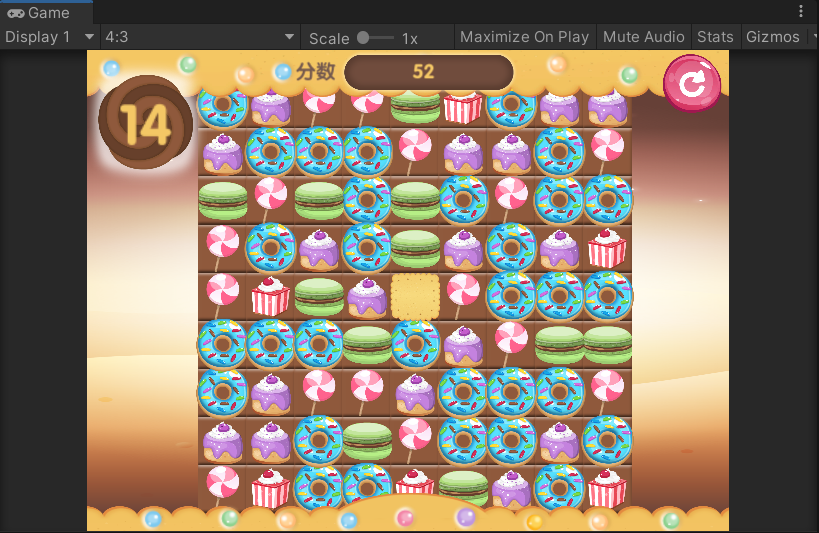 Game
Display 1 4:3 Scale 1x Maximize On Play Mute Audio Stats Gizmos
分数 52
14